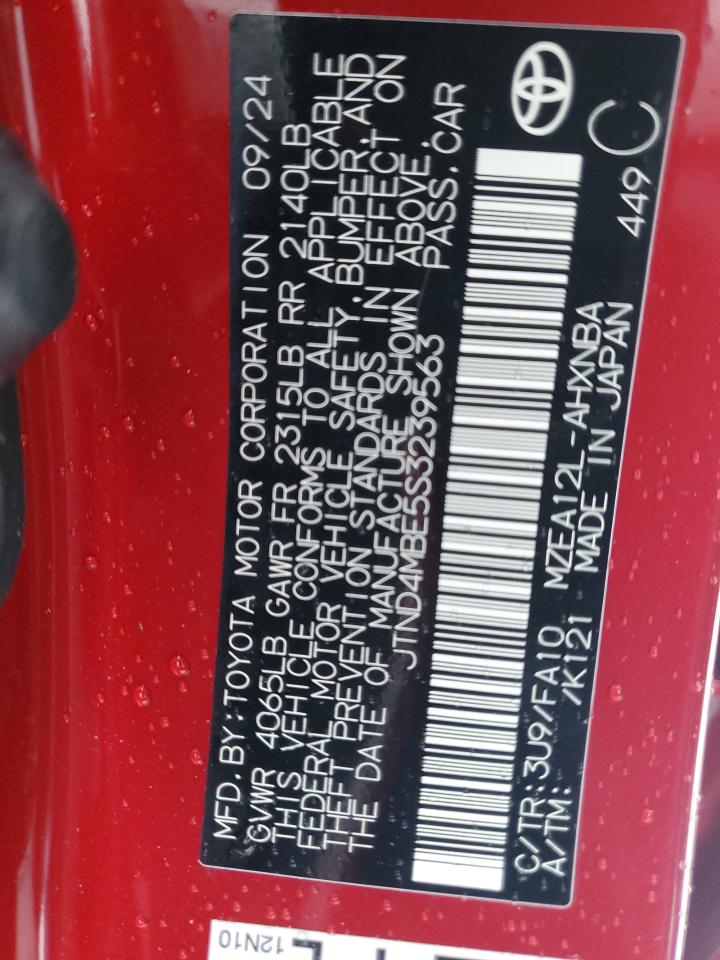 MFD.BY:TOYOTA MOTOR CORPORATION 09/24
GVWR 4065LB GAWR FR 2315LB RR 2140LB
THIS VEHICLE CONFORMS TO ALL APPLICABLE
FEDERAL MOTOR VEHICLE SAFETY,BUMPER,AND
THEFT PREVENTION STANDARDS IN EFFECT ON
THE DATE OF MANUFACTURE SHOWN ABOVE.
JTND4MBE5S3239563 PASS.CAR
C/TR:3U9/FA10 MZEA12L-AHXNBA 449 C
A/TM: /K121 MADE IN JAPAN
12N10